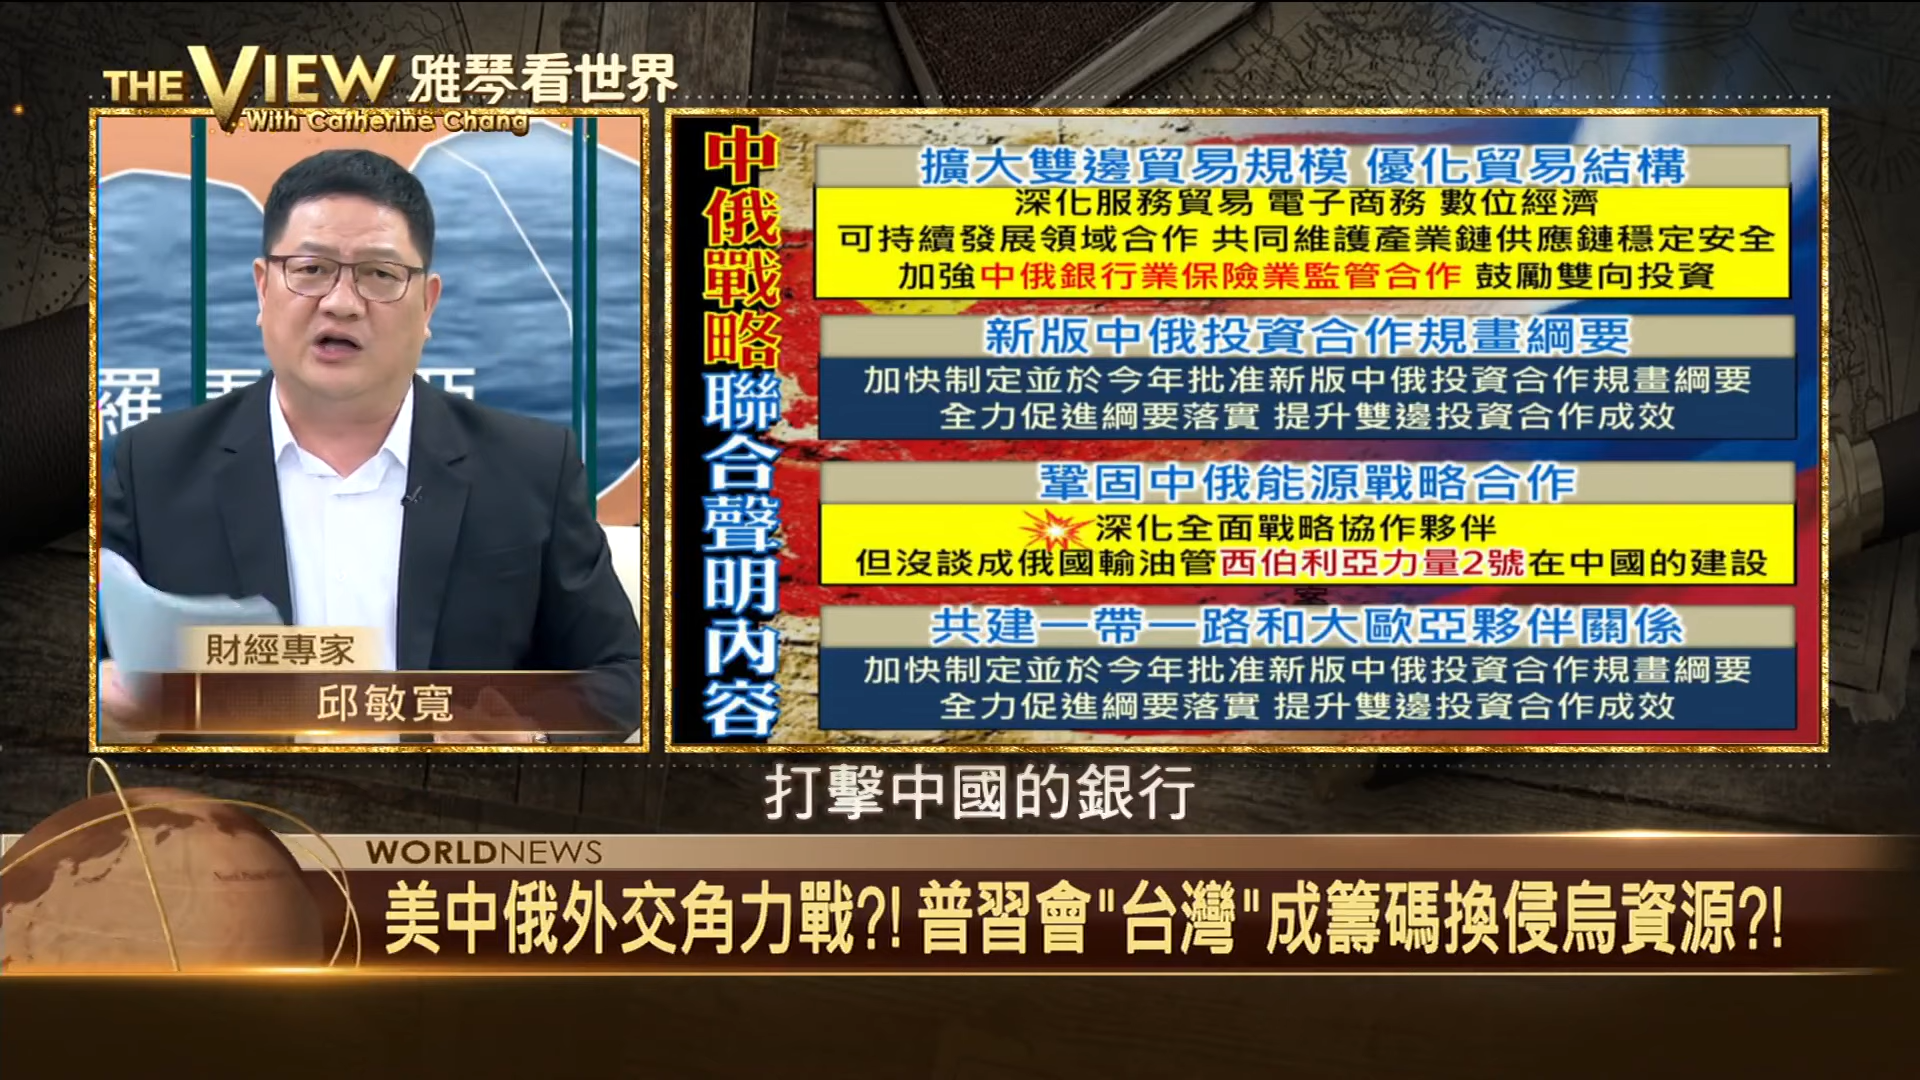 THE VIEW 雅琴看世界
With Catherine Chang
中俄戰略聯合聲明內容
擴大雙邊貿易規模 優化貿易結構
深化服務貿易 電子商務 數位經濟
可持續發展領域合作 共同維護產業鏈供應鏈穩定安全
加強中俄銀行業保險業監管合作 鼓勵雙向投資
新版中俄投資合作規畫綱要
加快制定並於今年批准新版中俄投資合作規畫綱要
全力促進綱要落實 提升雙邊投資合作成效
鞏固中俄能源戰略合作
深化全面戰略協作夥伴
但沒談成俄國輸油管西伯利亞力量2號在中國的建設
共建一帶一路和大歐亞夥伴關係
加快制定並於今年批准新版中俄投資合作規畫綱要
全力促進綱要落實 提升雙邊投資合作成效
財經專家
邱敏寬
打擊中國的銀行
WORLDNEWS
美中俄外交角力戰?! 普習會"台灣"成籌碼換侵烏資源?!